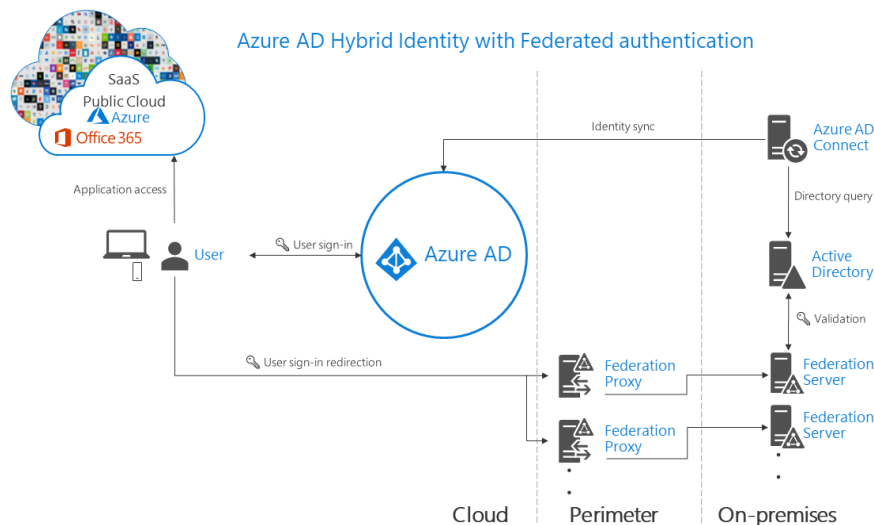 Azure AD Hybrid Identity with Federated authentication
SaaS
Public Cloud
Azure
Office 365
Identity sync
Azure AD
Connect
Application access
Directory query
User
User sign-in
Azure AD
Active
Directory
Validation
User sign-in redirection
Federation
Proxy
Federation
Server
Federation
Proxy
Federation
Server
Cloud
Perimeter
On-premises